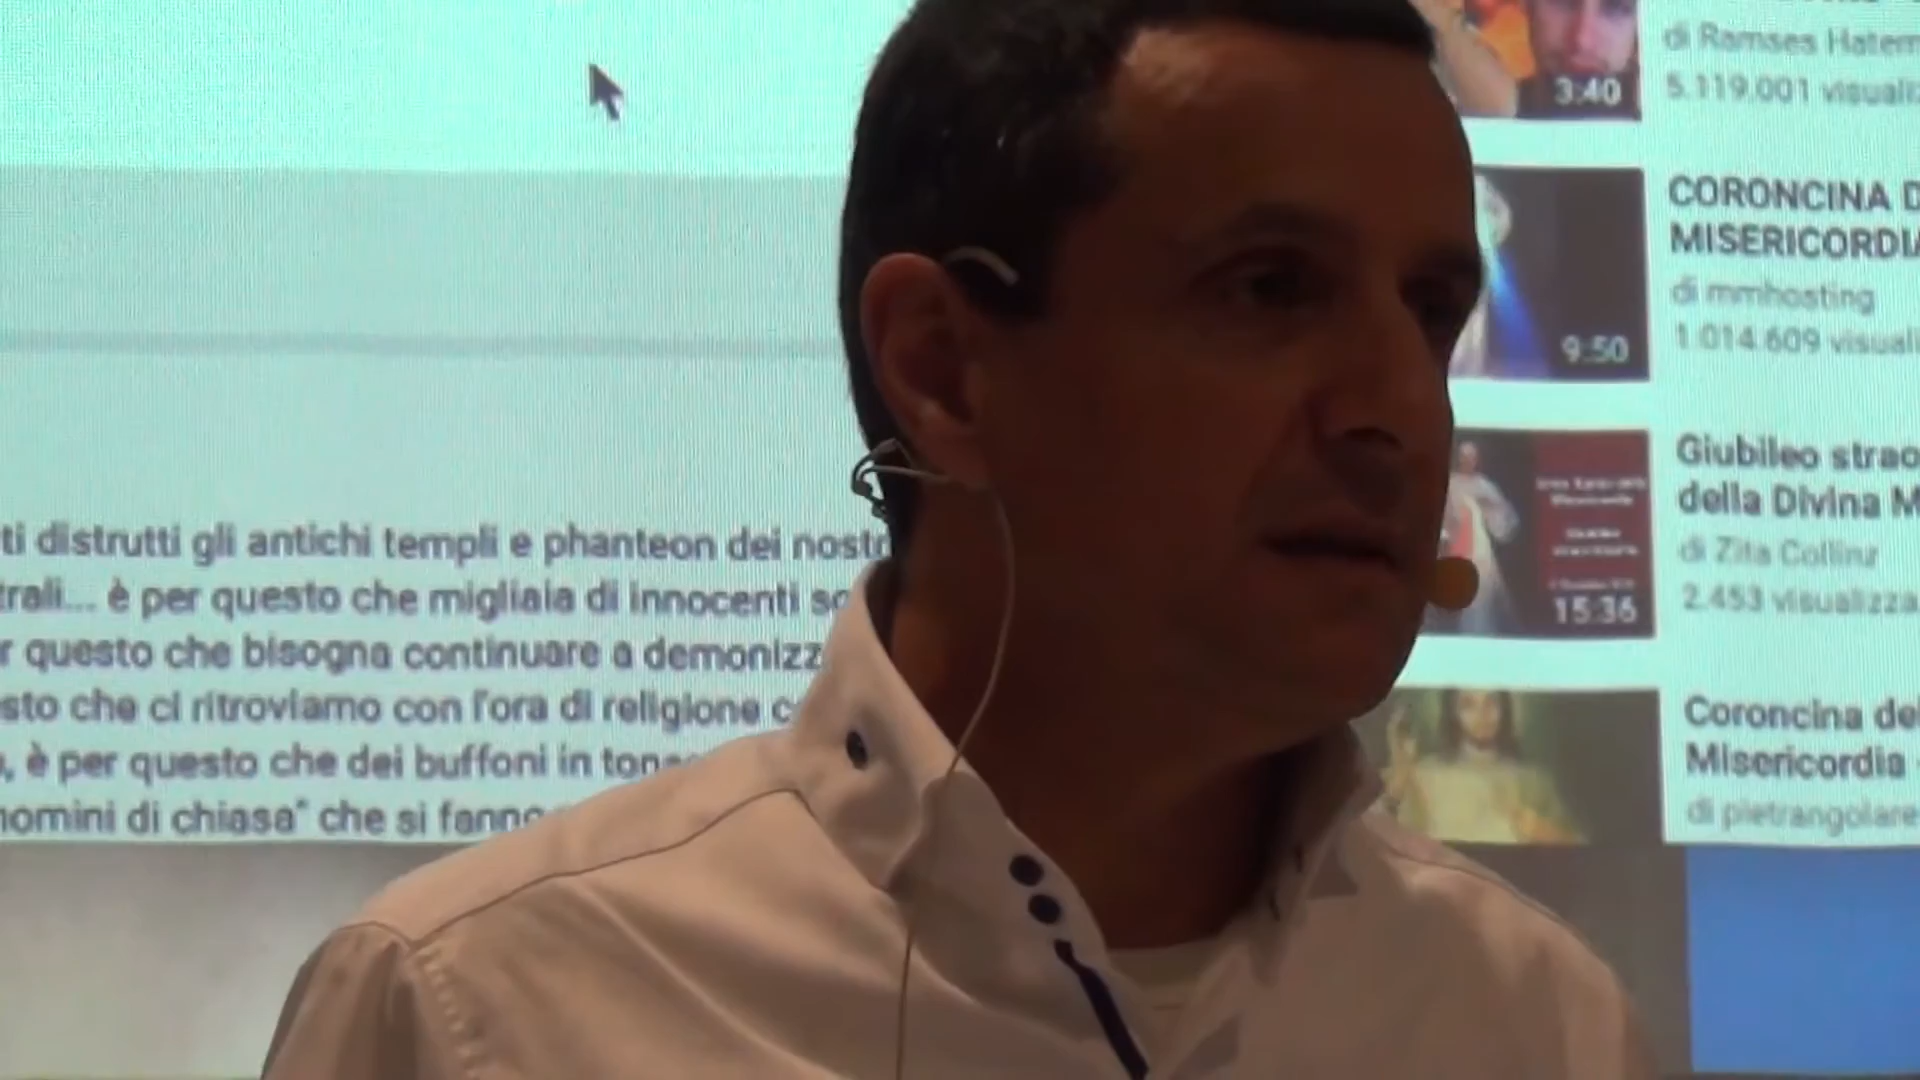 ti distrutti gli antichi templi e phanteon dei nostr
trali... è per questo che migliaia di innocenti so
r questo che bisogna continuare a demonizz
sto che ci ritroviamo con l'ora di religione c
, è per questo che dei buffoni in tona
nomini di chiasa" che si fanno
3:40
di Ramses Hatem
5.119.001 visualiz
9:50
CORONCINA D
MISERICORDIA
di mmhosting
1.014.609 visuali
15:36
Giubileo strao
della Divina M
di Zita Collinz
2.453 visualizza
Coroncina del
Misericordia -
di pietrangolare